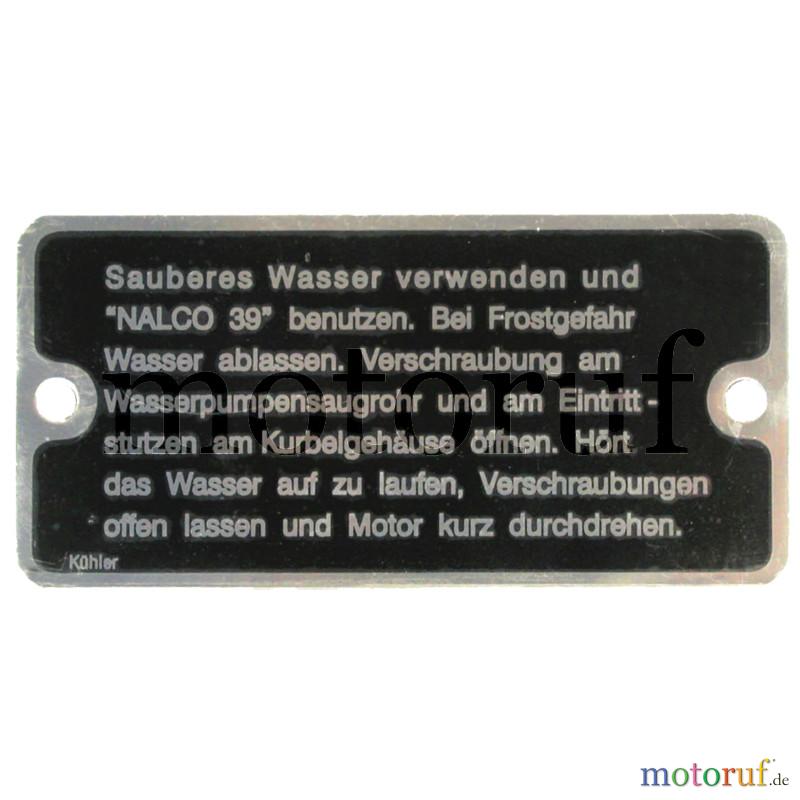 Sauberes Wasser verwenden und
“NALCO 39” benutzen. Bei Frostgefahr
Wasser ablassen. Verschraubung am
Wasserpumpensaugrohr und am Eintritt-
stutzen am Kurbelgehäuse öffnen. Hört
das Wasser auf zu laufen, Verschraubungen
offen lassen und Motor kurz durchdrehen.
Kühler
motoruf
motoruf.de